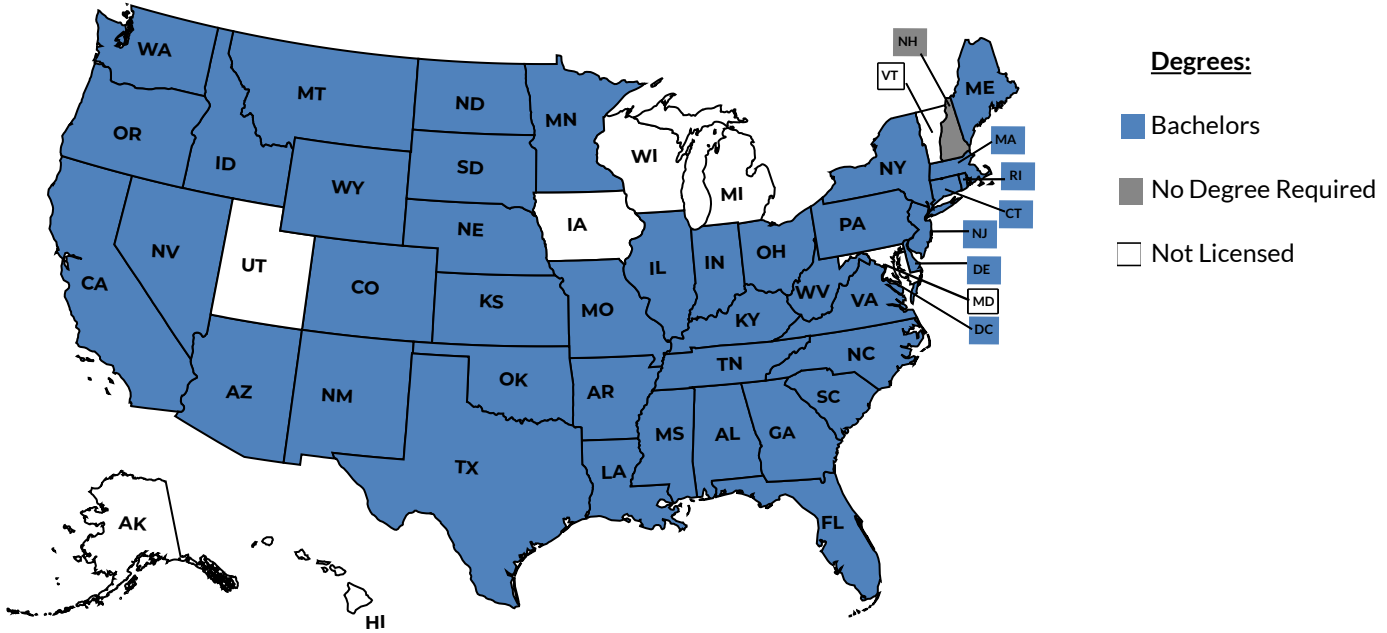 WA
MT
ND
MN
OR
ID
WY
SD
WI
MI
NH
VT
ME
MA
NY
RI
CT
NV
UT
CA
CO
NE
IA
KS
MO
IL
IN
OH
PA
NJ
DE
MD
DC
WV
VA
KY
AZ
NM
OK
AR
TN
NC
SC
TX
LA
MS
AL
GA
FL
AK
HI
Degrees:
Bachelors
No Degree Required
Not Licensed